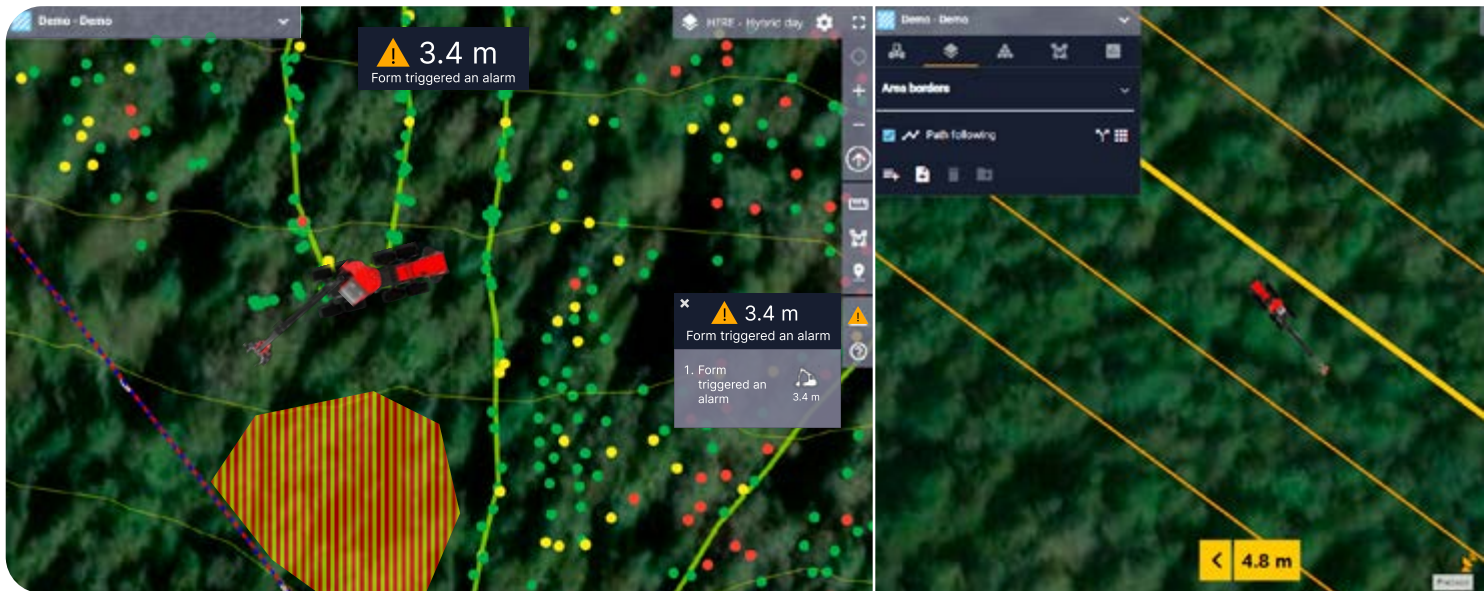 Demo - Demo
3.4 m
Form triggered an alarm
HTRF - Hybrid day
3.4 m
Form triggered an alarm
1. Form
triggered an
alarm
3.4 m
Demo - Demo
Area borders
Path following
< 4.8 m